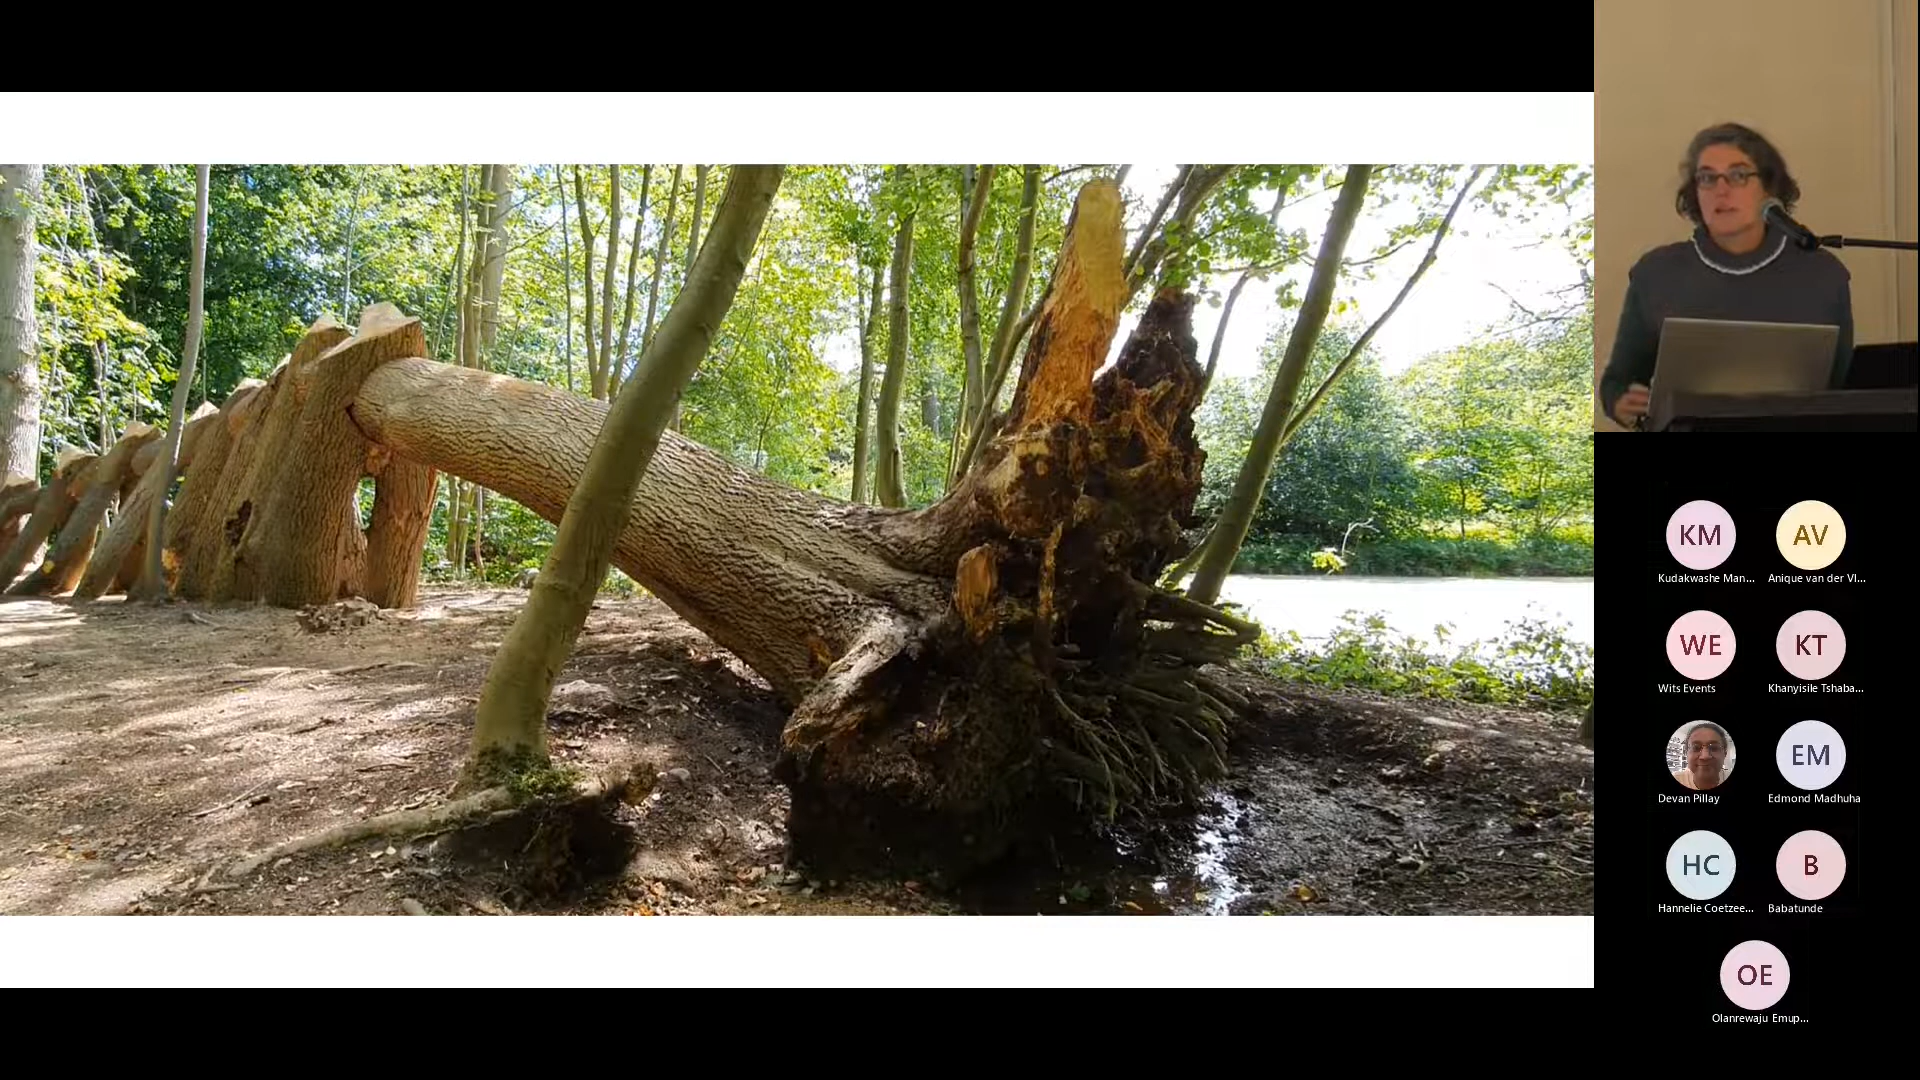 KM
AV
Kudakwashe Man...
Anique van der Vl...
WE
KT
Wits Events
Khanyisile Tshaba...
EM
Devan Pillay
Edmond Madhuha
HC
B
Hannelie Coetzee...
Babatunde
OE
Olanrewaju Emup...